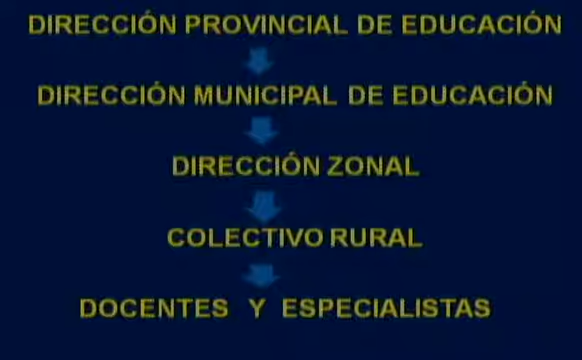 DIRECCIÓN PROVINCIAL DE EDUCACIÓN
DIRECCIÓN MUNICIPAL DE EDUCACIÓN
DIRECCIÓN ZONAL
COLECTIVO RURAL
DOCENTES Y ESPECIALISTAS